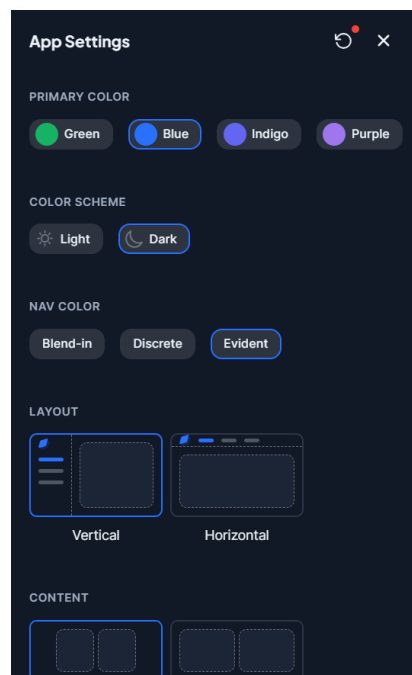 App Settings
PRIMARY COLOR
Green Blue Indigo Purple
COLOR SCHEME
Light Dark
NAV COLOR
Blend-in Discrete Evident
LAYOUT
Vertical Horizontal
CONTENT